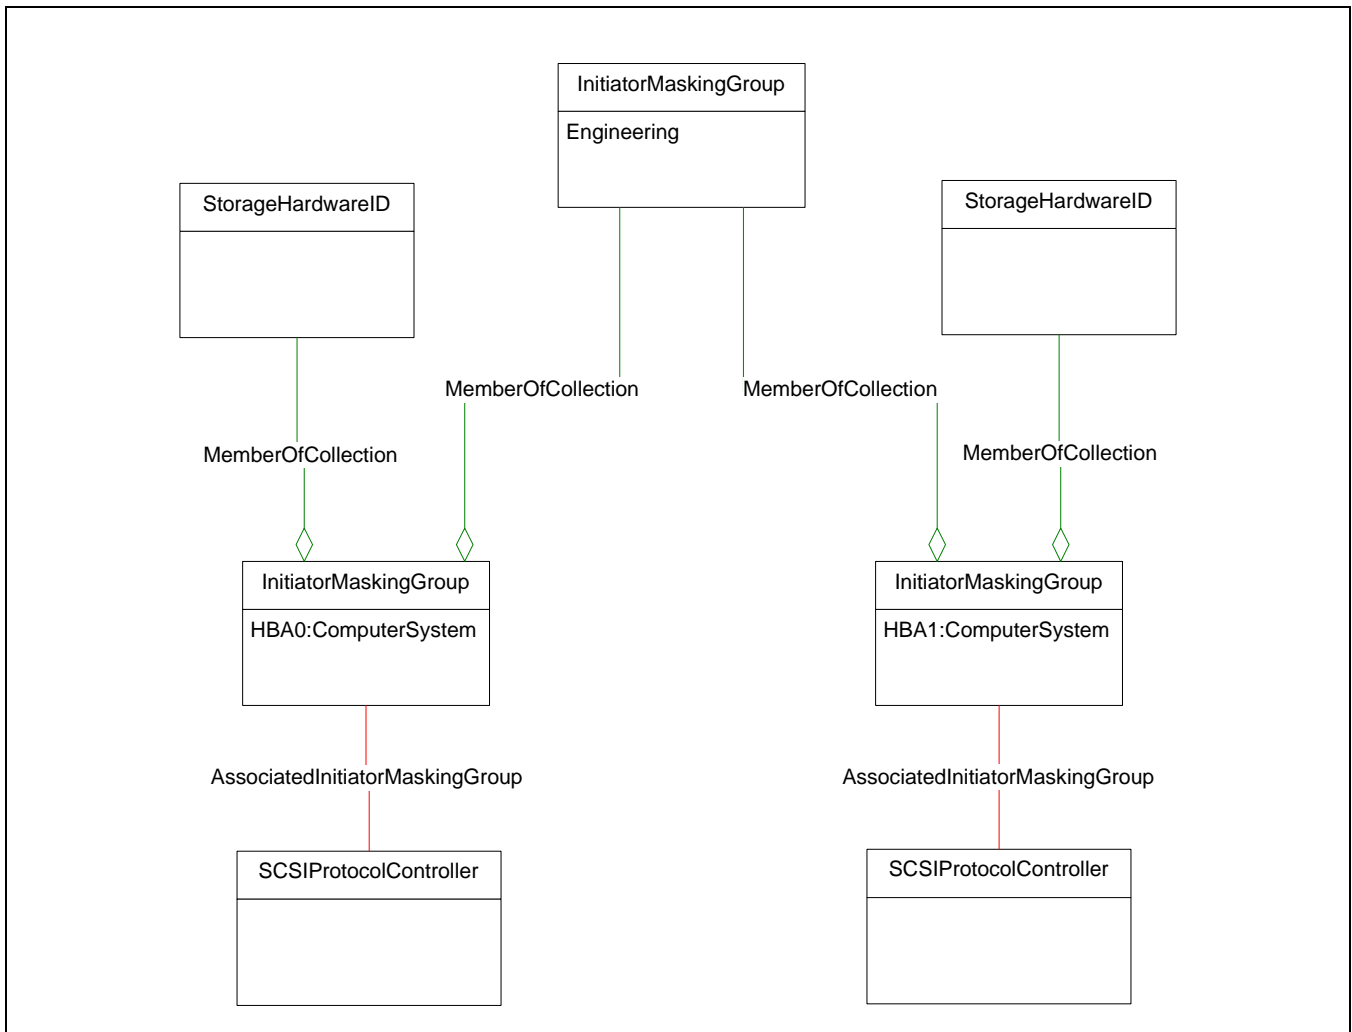 InitiatorMaskingGroup
Engineering
StorageHardwareID
StorageHardwareID
MemberOfCollection
MemberOfCollection
MemberOfCollection
MemberOfCollection
InitiatorMaskingGroup
HBA0:ComputerSystem
InitiatorMaskingGroup
HBA1:ComputerSystem
AssociatedInitiatorMaskingGroup
AssociatedInitiatorMaskingGroup
SCSIProtocolController
SCSIProtocolController